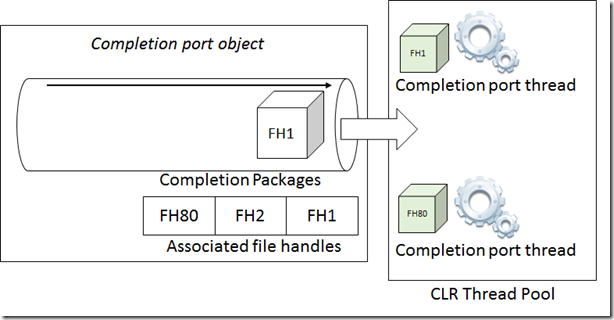 Completion port object
FH1
Completion Packages
FH80 FH2 FH1
Associated file handles
FH1
Completion port thread
FH80
Completion port thread
CLR Thread Pool